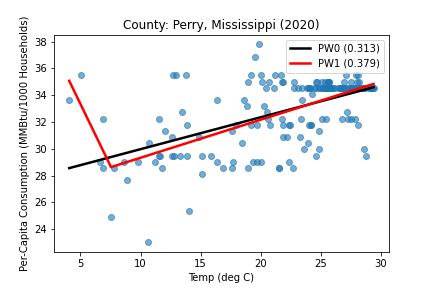 County: Perry, Mississippi (2020)
Per-Capita Consumption (MMBtu/1000 Households)
38
36
34
32
30
28
26
24
PW0 (0.313)
PW1 (0.379)
5
10
15
20
25
30
Temp (deg C)